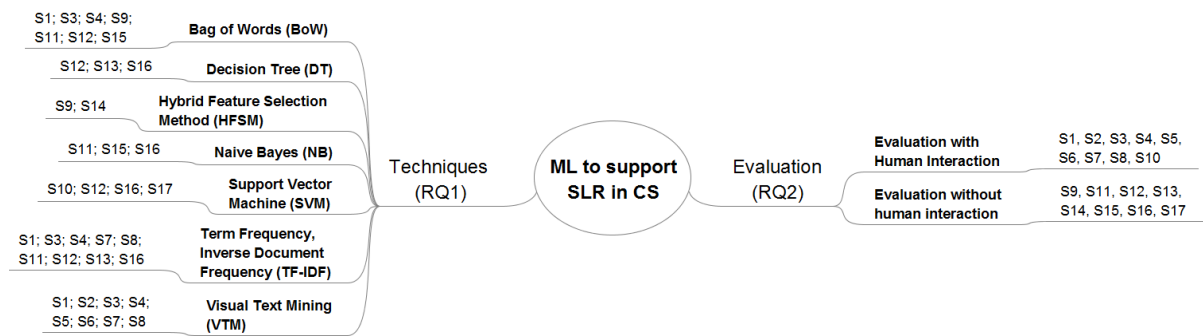 S1; S3; S4; S9;
S11; S12; S15
Bag of Words (BoW)
S12; S13; S16
Decision Tree (DT)
S9; S14
Hybrid Feature Selection
Method (HFSM)
S11; S15; S16
Naive Bayes (NB)
S10; S12; S16; S17
Support Vector
Machine (SVM)
S1; S3; S4; S7; S8;
S11; S12; S13; S16
Term Frequency,
Inverse Document
Frequency (TF-IDF)
S1; S2; S3; S4;
S5; S6; S7; S8
Visual Text Mining
(VTM)
Techniques
(RQ1)
ML to support
SLR in CS
Evaluation
(RQ2)
Evaluation with
Human Interaction
S1, S2, S3, S4, S5,
S6, S7, S8, S10
Evaluation without
human interaction
S9, S11, S12, S13,
S14, S15, S16, S17